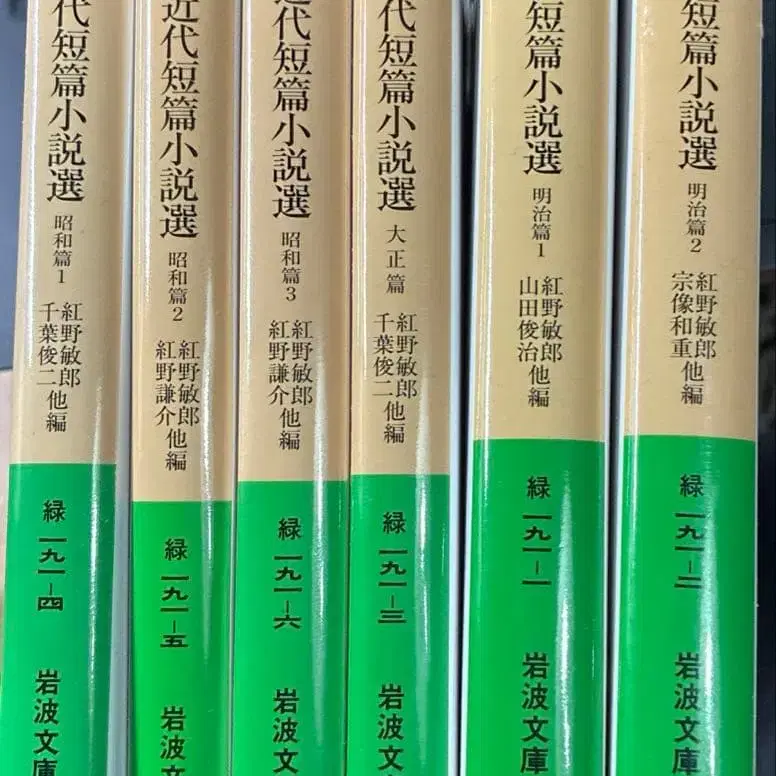 代短篇小説選 昭和篇1
紅野敏郎
千葉俊二 他編
緑一九一-四
岩波文庫
近代短篇小説選 昭和篇2
紅野敏郎
紅野謙介 他編
緑一九一-五
岩波文
近代短篇小説選 昭和篇3
紅野敏郎
紅野謙介 他編
緑一九一-六
岩波文
代短篇小説選 大正篇
紅野敏郎
千葉俊二 他編
緑一九一-三
岩波文庫
短篇小説選 明治篇1
紅野敏郎
山田俊治 他編
緑一九一-一
岩波文庫
短篇小説選 明治篇2
紅野敏郎
宗像和重 他編
緑一九一-二
岩波文庫